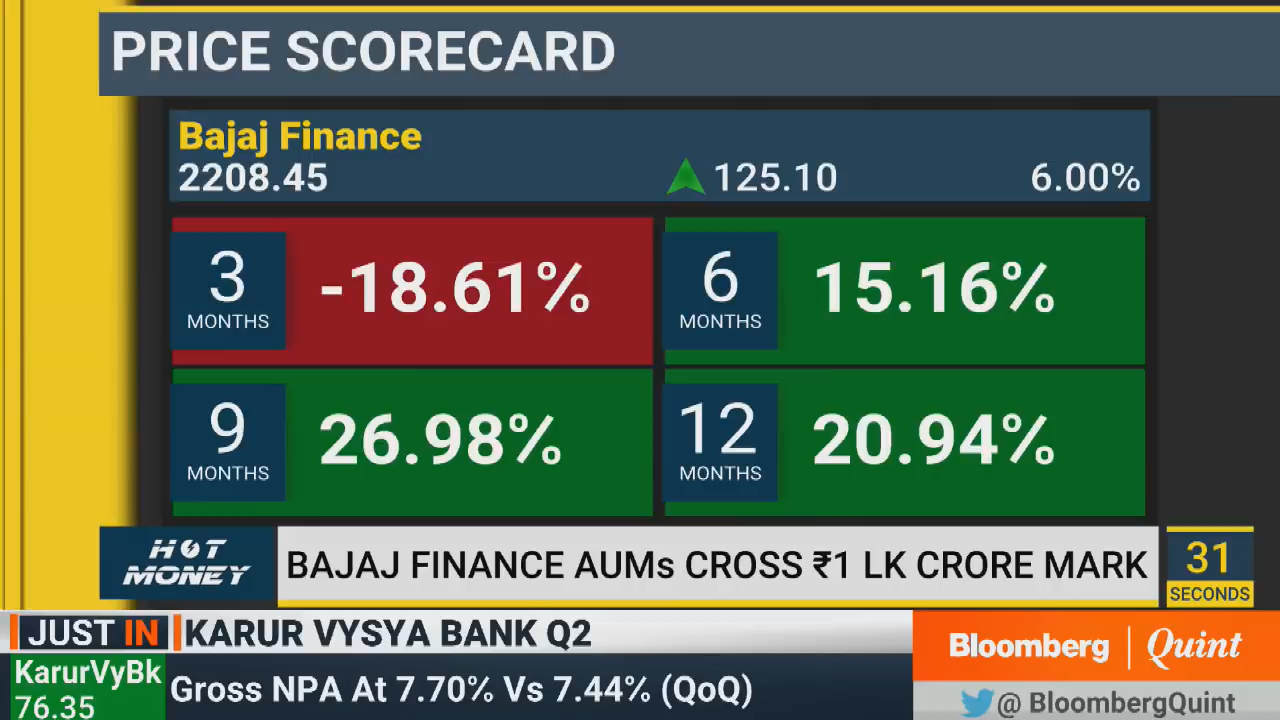 PRICE SCORECARD
Bajaj Finance
2208.45 125.10 6.00%
3 MONTHS -18.61%
6 MONTHS 15.16%
9 MONTHS 26.98%
12 MONTHS 20.94%
HOT MONEY
BAJAJ FINANCE AUMs CROSS ₹1 LK CRORE MARK
31 SECONDS
JUST IN KARUR VYSYA BANK Q2
KarurVyBk
76.35
Gross NPA At 7.70% Vs 7.44% (QoQ)
Bloomberg | Quint
@ BloombergQuint